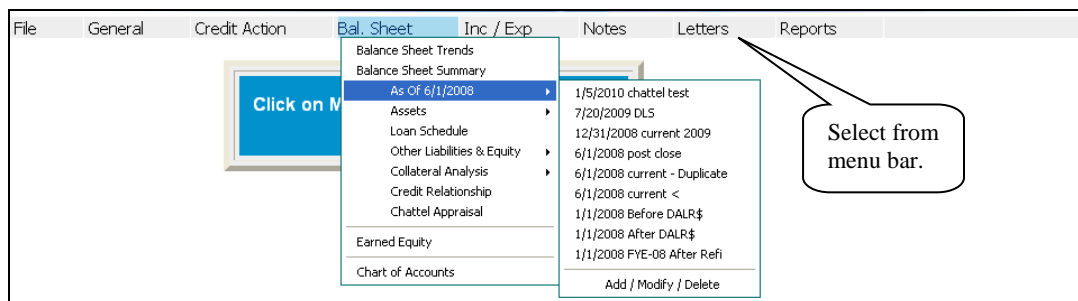 File General Credit Action Bal. Sheet Inc / Exp Notes Letters Reports
Balance Sheet Trends
Balance Sheet Summary
As Of 6/1/2008
Assets
Loan Schedule
Other Liabilities & Equity
Collateral Analysis
Credit Relationship
Chattel Appraisal
Earned Equity
Chart of Accounts
1/5/2010 chattel test
7/20/2009 DLS
12/31/2008 current 2009
6/1/2008 post close
6/1/2008 current - Duplicate
6/1/2008 current <
1/1/2008 Before DALR$
1/1/2008 After DALR$
1/1/2008 FYE-08 After Refi
Add / Modify / Delete
Click on M
Select from
menu bar.